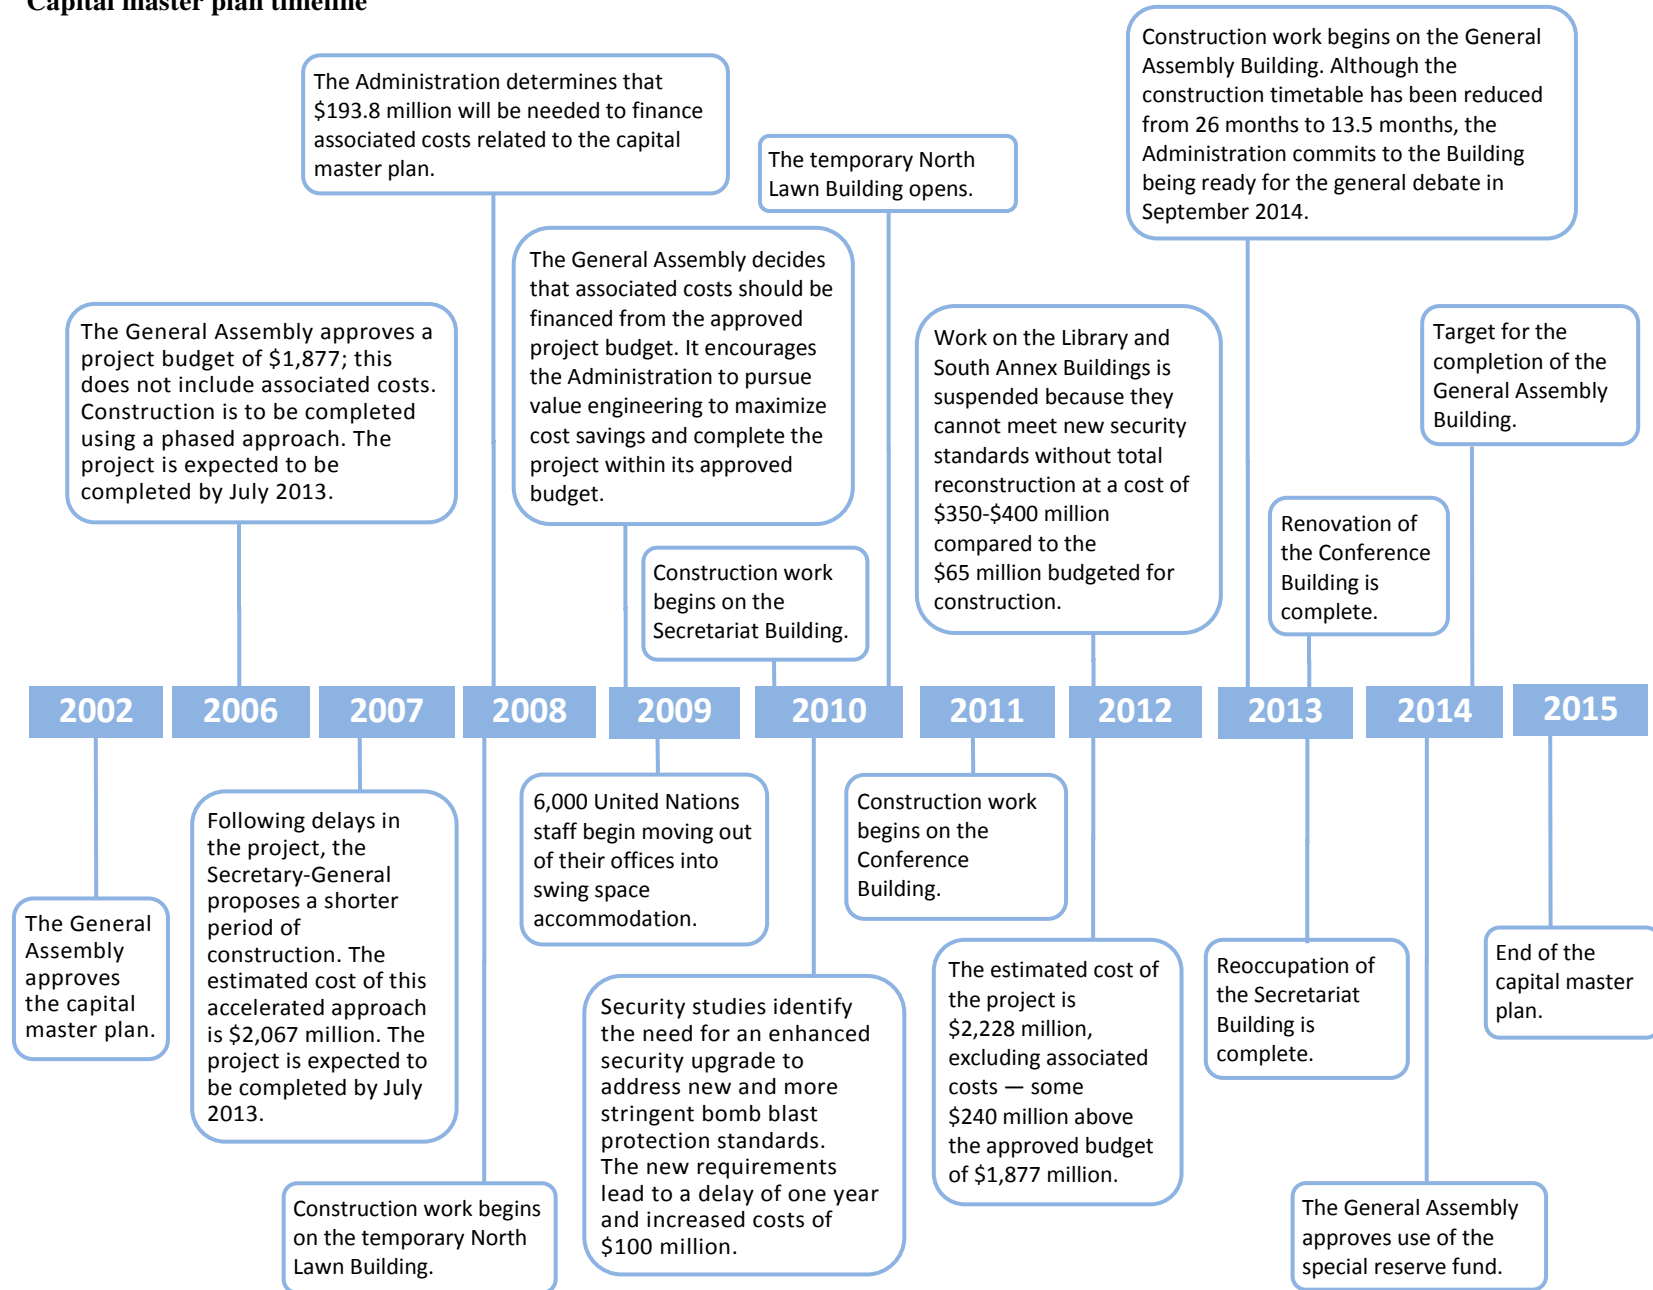 Capital master plan timeline
The Administration determines that
$193.8 million will be needed to finance
associated costs related to the capital
master plan.
The temporary North
Lawn Building opens.
Construction work begins on the General
Assembly Building. Although the
construction timetable has been reduced
from 26 months to 13.5 months, the
Administration commits to the Building
being ready for the general debate in
September 2014.
The General Assembly approves a
project budget of $1,877; this
does not include associated costs.
Construction is to be completed
using a phased approach. The
project is expected to be
completed by July 2013.
The General Assembly decides
that associated costs should be
financed from the approved
project budget. It encourages
the Administration to pursue
value engineering to maximize
cost savings and complete the
project within its approved
budget.
Construction work
begins on the
Secretariat Building.
Work on the Library and
South Annex Buildings is
suspended because they
cannot meet new security
standards without total
reconstruction at a cost of
$350-$400 million
compared to the
$65 million budgeted for
construction.
Renovation of
the Conference
Building is
complete.
Target for the
completion of the
General Assembly
Building.
2002 2006 2007 2008 2009 2010 2011 2012 2013 2014 2015
The General
Assembly
approves
the capital
master plan.
Following delays in
the project, the
Secretary-General
proposes a shorter
period of
construction. The
estimated cost of this
accelerated approach
is $2,067 million. The
project is expected to
be completed by July
2013.
Construction work begins
on the temporary North
Lawn Building.
6,000 United Nations
staff begin moving out
of their offices into
swing space
accommodation.
Security studies identify
the need for an enhanced
security upgrade to
address new and more
stringent bomb blast
protection standards.
The new requirements
lead to a delay of one year
and increased costs of
$100 million.
Construction work
begins on the
Conference
Building.
The estimated cost of
the project is
$2,228 million,
excluding associated
costs — some
$240 million above
the approved budget
of $1,877 million.
Reoccupation of
the Secretariat
Building is
complete.
The General Assembly
approves use of the
special reserve fund.
End of the
capital master
plan.